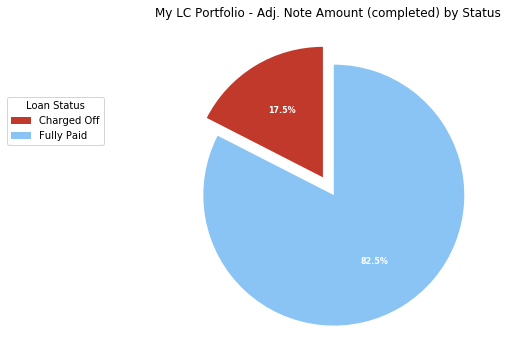 My LC Portfolio - Adj. Note Amount (completed) by Status
Loan Status
Charged Off
Fully Paid
17.5%
82.5%